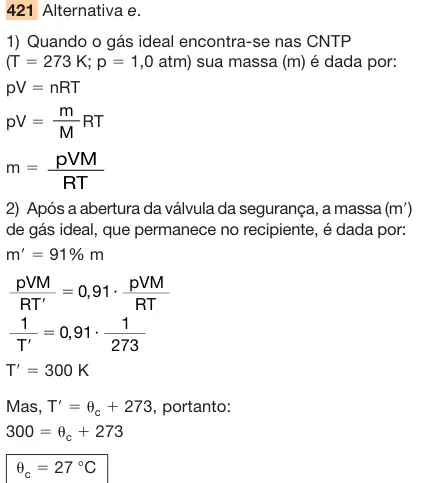 421 Alternativa e.
1) Quando o gás ideal encontra-se nas CNTP
(T = 273 K; p = 1,0 atm) sua massa (m) é dada por:
pV = nRT
pV = m/M RT
m = pVM/RT
2) Após a abertura da válvula da segurança, a massa (m′)
de gás ideal, que permanece no recipiente, é dada por:
m′ = 91% m
pVM/RT′ = 0,91 · pVM/RT
1/T′ = 0,91 · 1/273
T′ = 300 K
Mas, T′ = θc + 273, portanto:
300 = θc + 273
θc = 27 °C